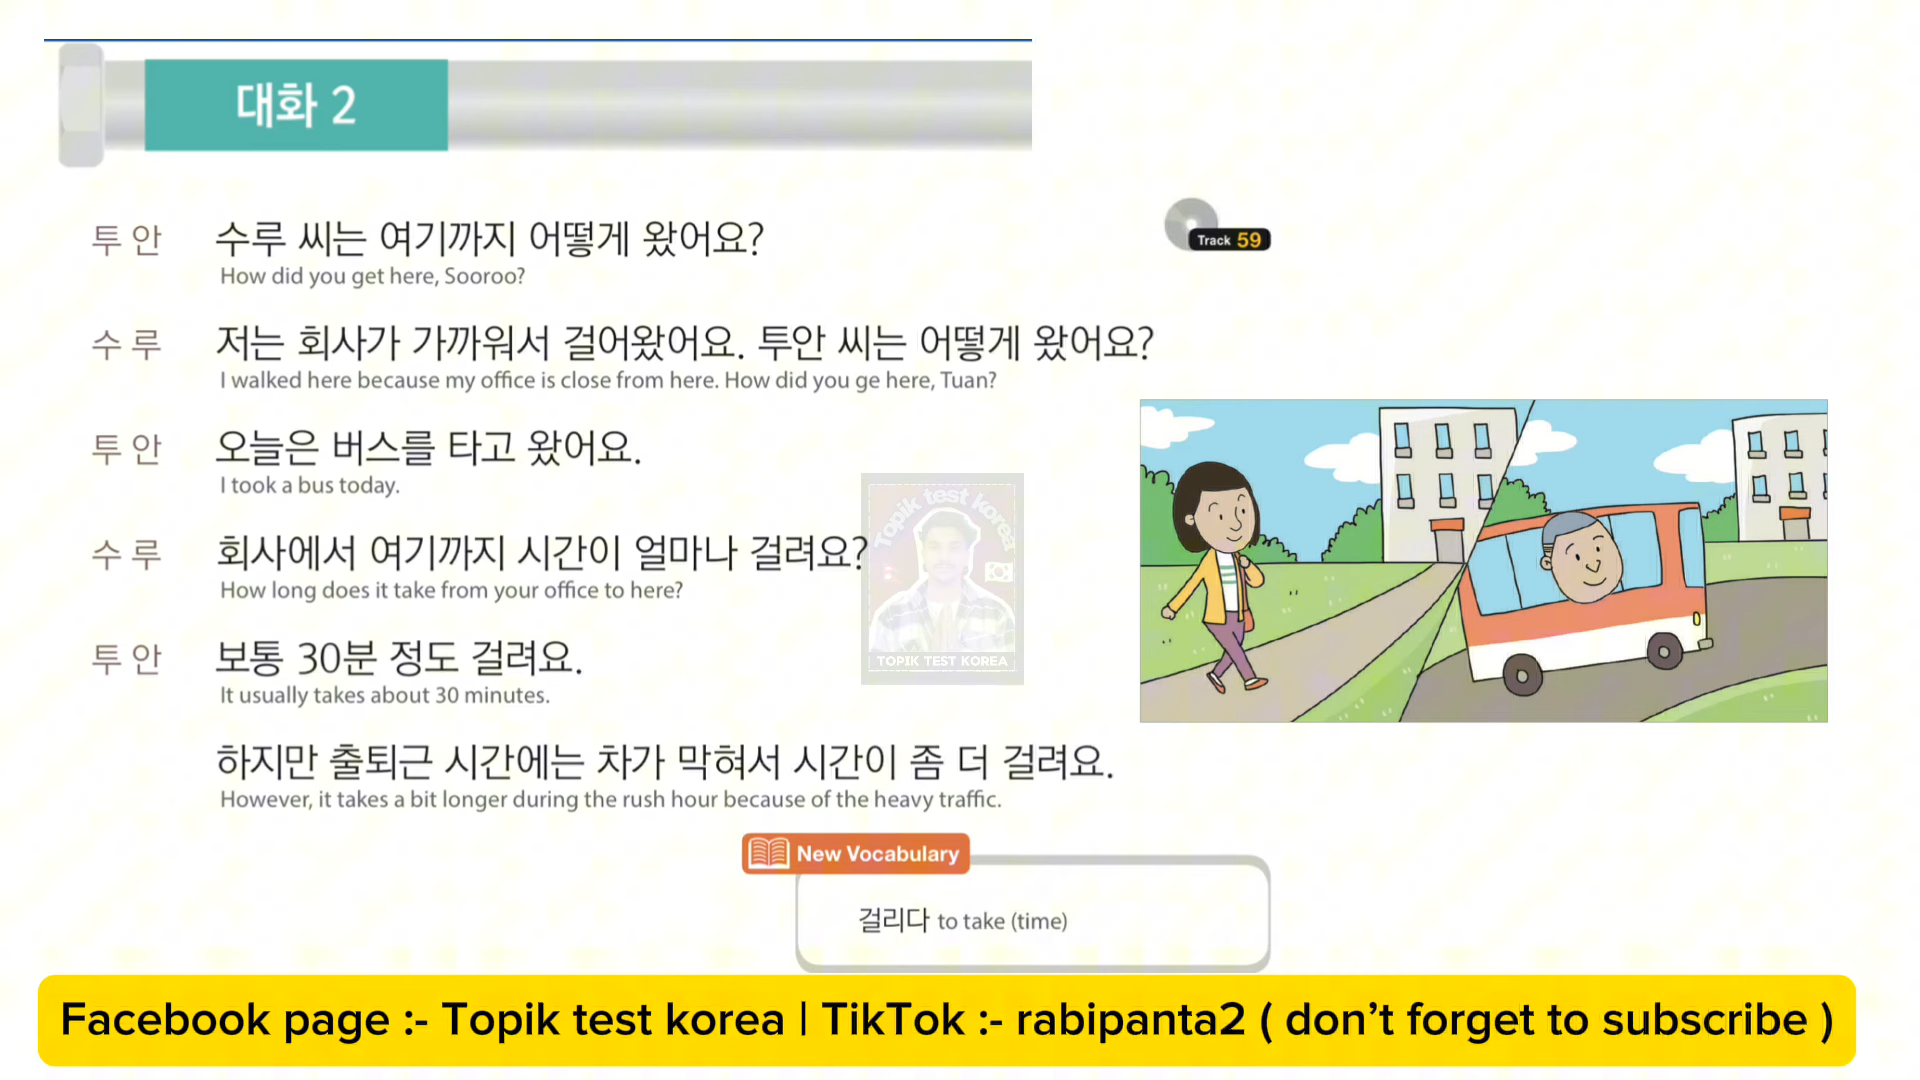 대화 2
투안 수루 씨는 여기까지 어떻게 왔어요?
How did you get here, Sooroo?
Track 59
수루 저는 회사가 가까워서 걸어왔어요. 투안 씨는 어떻게 왔어요?
I walked here because my office is close from here. How did you ge here, Tuan?
투안 오늘은 버스를 타고 왔어요.
I took a bus today.
수루 회사에서 여기까지 시간이 얼마나 걸려요?
How long does it take from your office to here?
Topik test korea
TOPIK TEST KOREA
투안 보통 30분 정도 걸려요.
It usually takes about 30 minutes.
하지만 출퇴근 시간에는 차가 막혀서 시간이 좀 더 걸려요.
However, it takes a bit longer during the rush hour because of the heavy traffic.
New Vocabulary
걸리다 to take (time)
Facebook page :- Topik test korea | TikTok :- rabipanta2 ( don’t forget to subscribe )